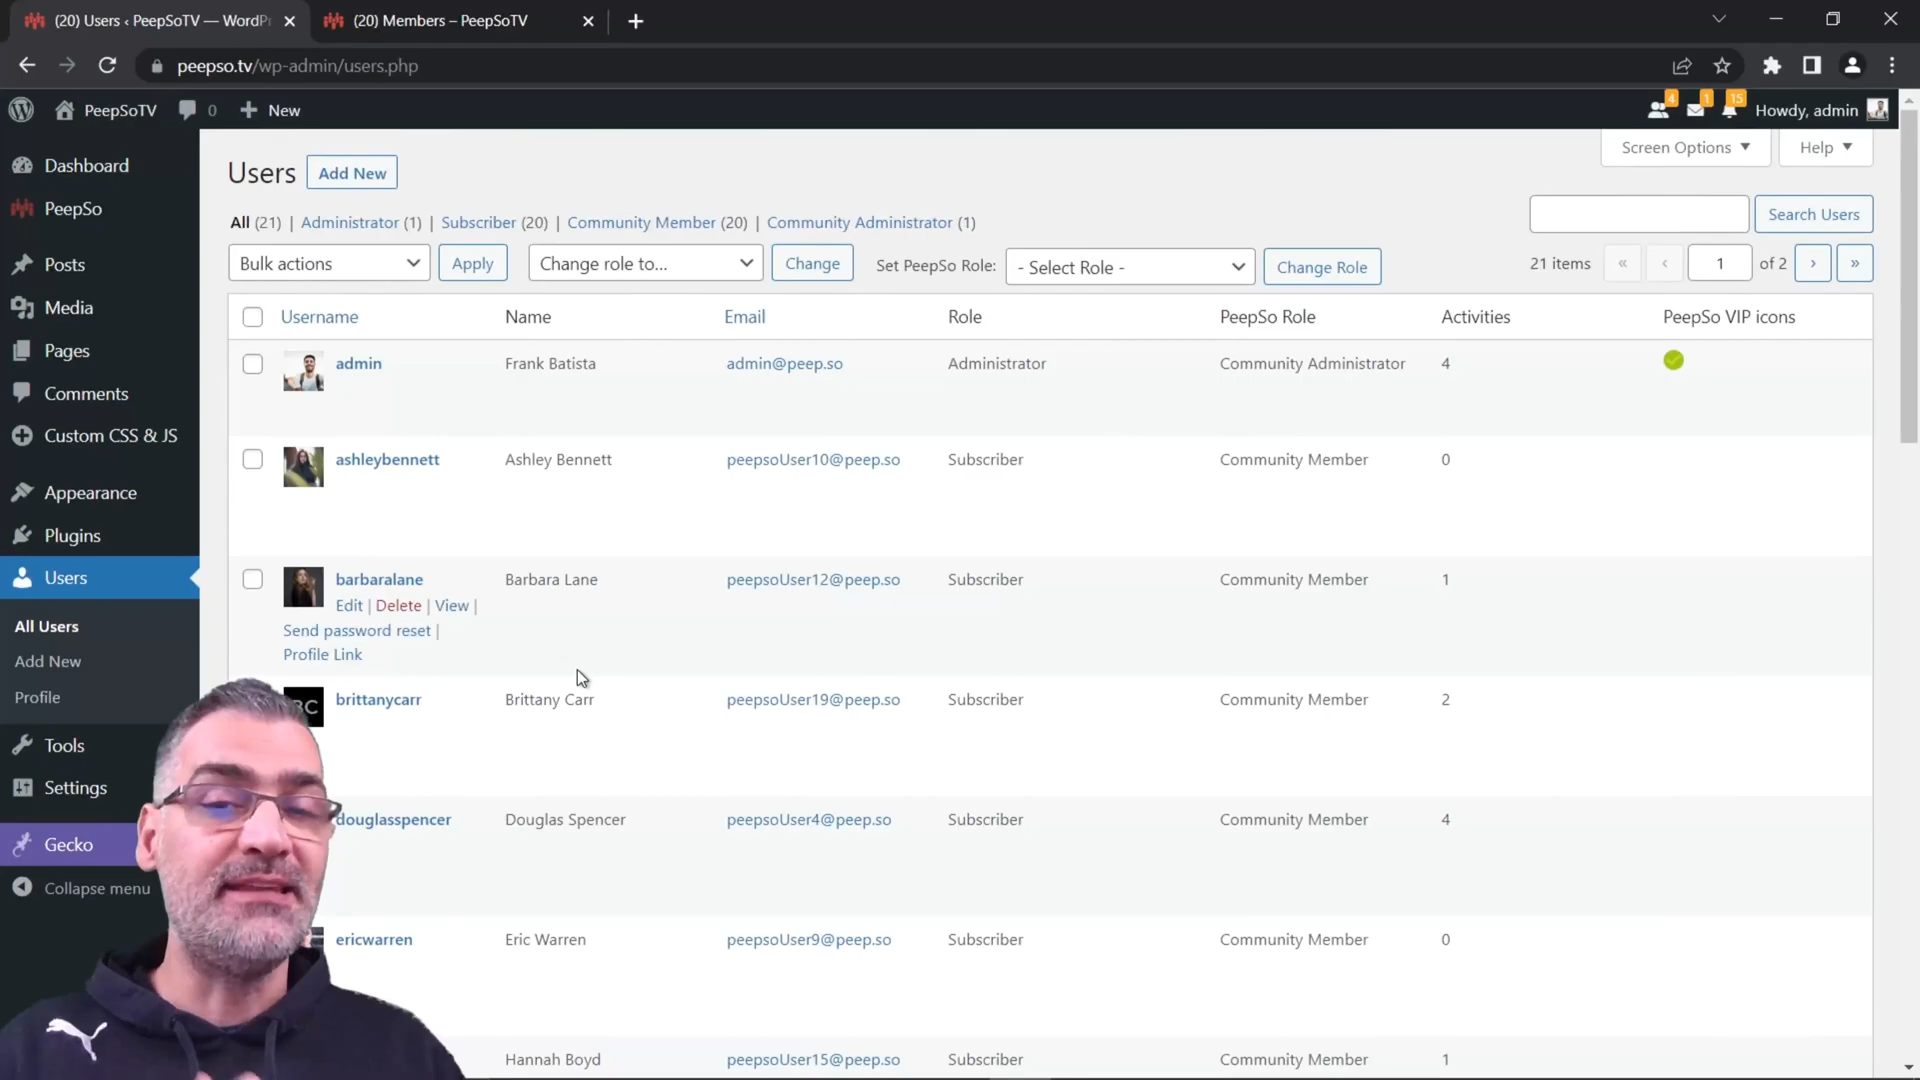 (20) Users ‹ PeepSoTV — WordPr
(20) Members – PeepSoTV
peepso.tv/wp-admin/users.php
PeepSoTV 0 New
4 1 15 Howdy, admin
Dashboard
PeepSo
Posts
Media
Pages
Comments
Custom CSS & JS
Appearance
Plugins
Users
All Users
Add New
Profile
Tools
Settings
Gecko
Collapse menu
Screen Options Help
Users Add New
All (21) | Administrator (1) | Subscriber (20) | Community Member (20) | Community Administrator (1)
Search Users
Bulk actions Apply Change role to... Change Set PeepSo Role: - Select Role - Change Role 21 items « ‹ 1 of 2 › »
Username Name Email Role PeepSo Role Activities PeepSo VIP icons
admin Frank Batista admin@peep.so Administrator Community Administrator 4
ashleybennett Ashley Bennett peepsoUser10@peep.so Subscriber Community Member 0
barbaralane Barbara Lane peepsoUser12@peep.so Subscriber Community Member 1
Edit | Delete | View |
Send password reset |
Profile Link
BC brittanycarr Brittany Carr peepsoUser19@peep.so Subscriber Community Member 2
douglasspencer Douglas Spencer peepsoUser4@peep.so Subscriber Community Member 4
ericwarren Eric Warren peepsoUser9@peep.so Subscriber Community Member 0
Hannah Boyd peepsoUser15@peep.so Subscriber Community Member 1